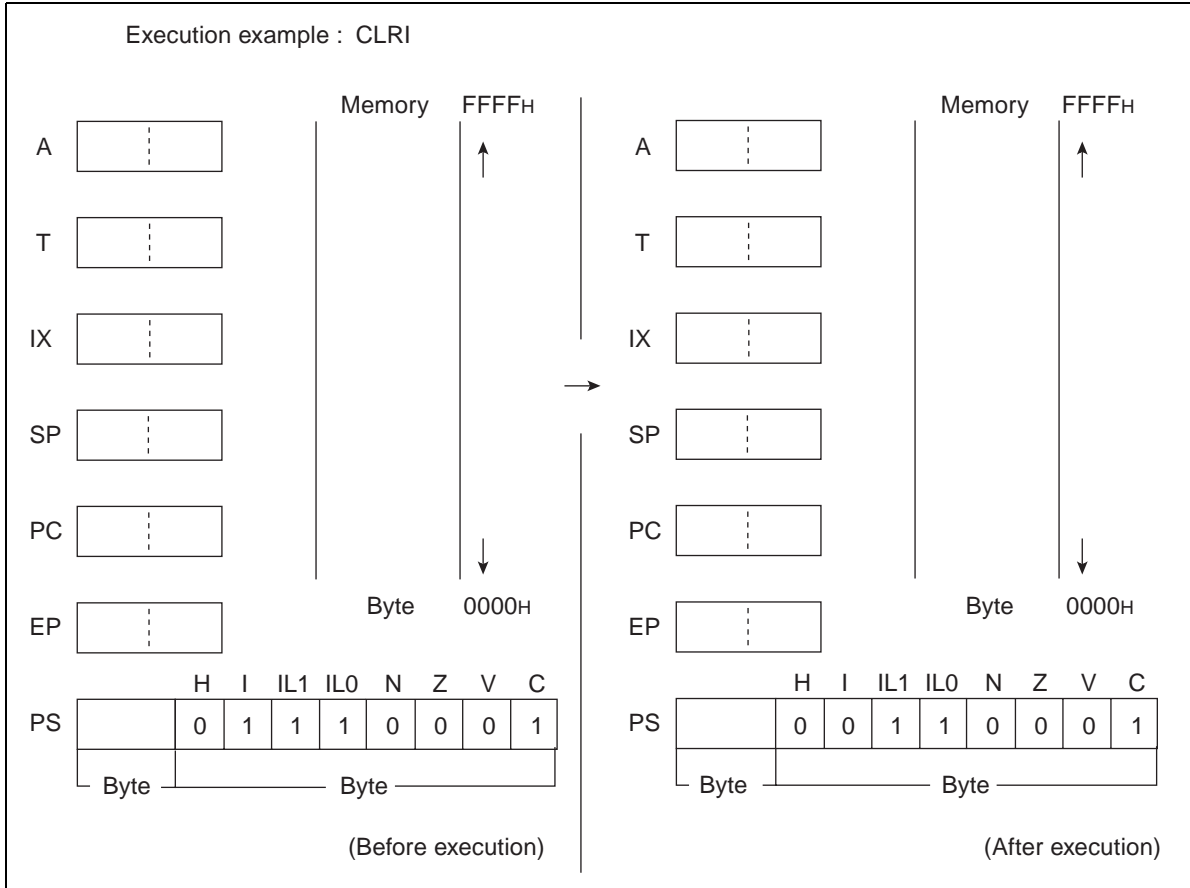 Execution example : CLRI
Memory FFFFH
A
T
IX
SP
PC
EP
Byte 0000H
H I IL1 IL0 N Z V C
PS 0 1 1 1 0 0 0 1
Byte Byte
(Before execution)
Memory FFFFH
A
T
IX
SP
PC
EP
Byte 0000H
H I IL1 IL0 N Z V C
PS 0 0 1 1 0 0 0 1
Byte Byte
(After execution)